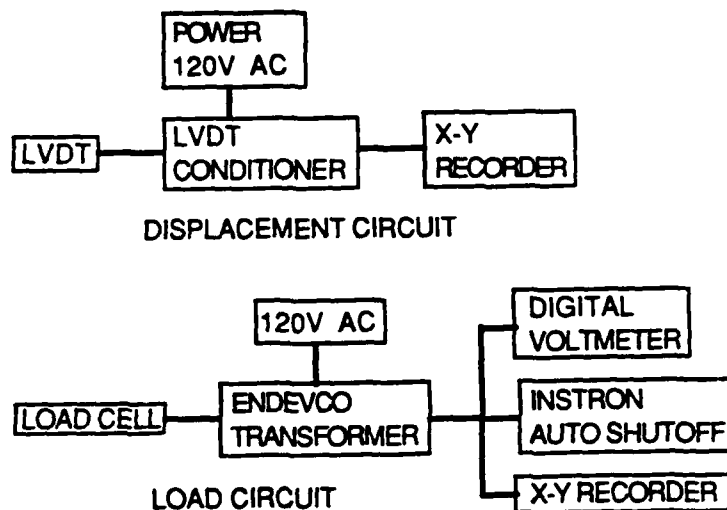 POWER
120V AC
LVDT
LVDT
CONDITIONER
X-Y
RECORDER
DISPLACEMENT CIRCUIT
120V AC
LOAD CELL
ENDEVCO
TRANSFORMER
DIGITAL
VOLTMETER
INSTRON
AUTO SHUTOFF
X-Y RECORDER
LOAD CIRCUIT